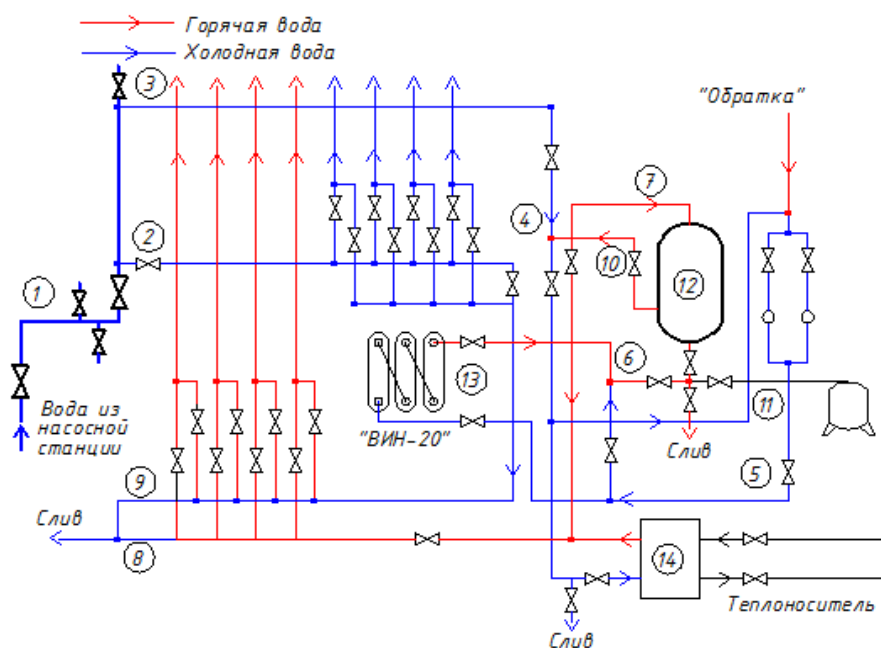 Горячая вода
Холодная вода
3
"Обратка"
7
4
2
10
12
1
6
13
11
Вода из
насосной
станции
"ВИН-20"
Слив
5
9
Слив
8
14
Теплоноситель
Слив